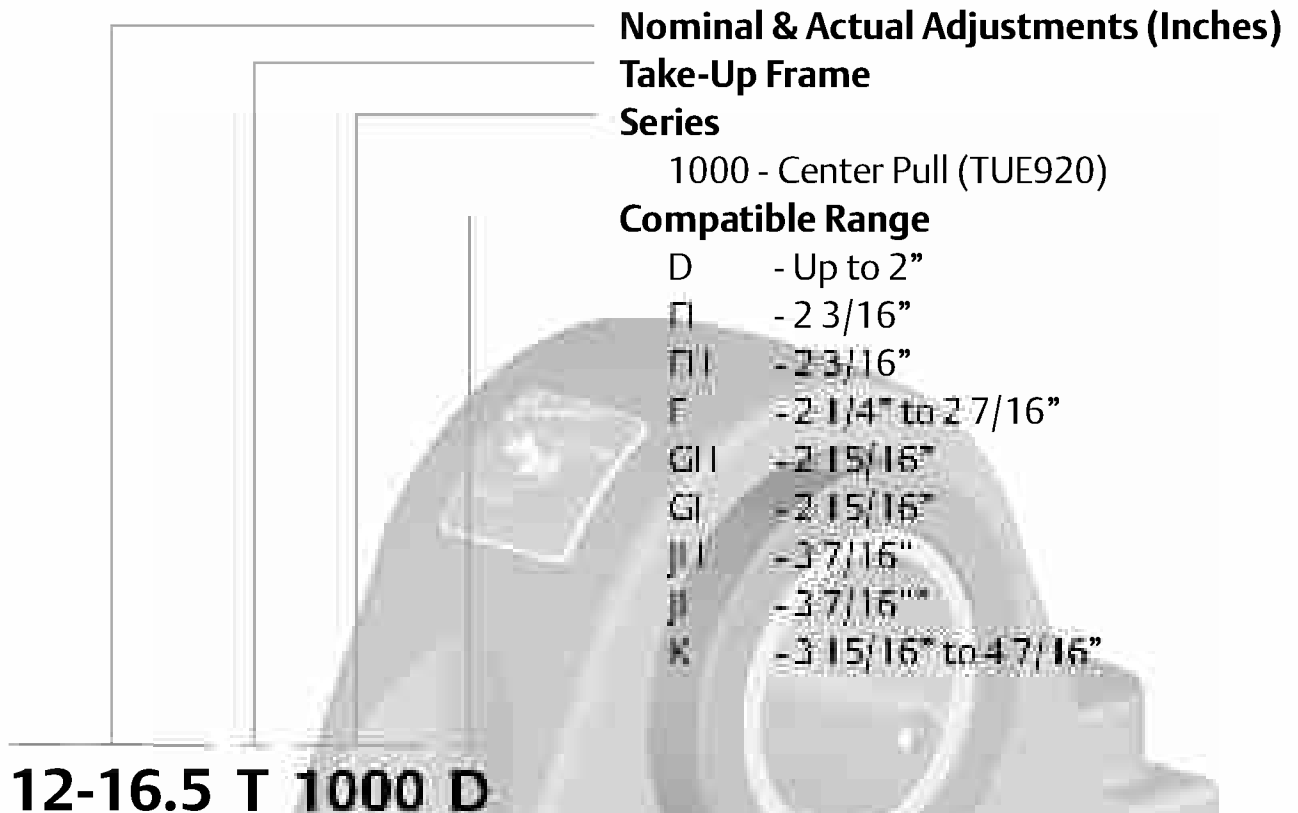 Nominal & Actual Adjustments (Inches)
Take-Up Frame
Series
1000 - Center Pull (TUE920)
Compatible Range
D - Up to 2”
- 2 3/16”
- 2 3/16”
F - 2 1/4” to 2 7/16”
- 2 15/16”
- 2 15/16”
- 3 7/16"
- 3 7/16"
K - 3 15/16” to 4 7/16”
12-16.5 T 1000 D